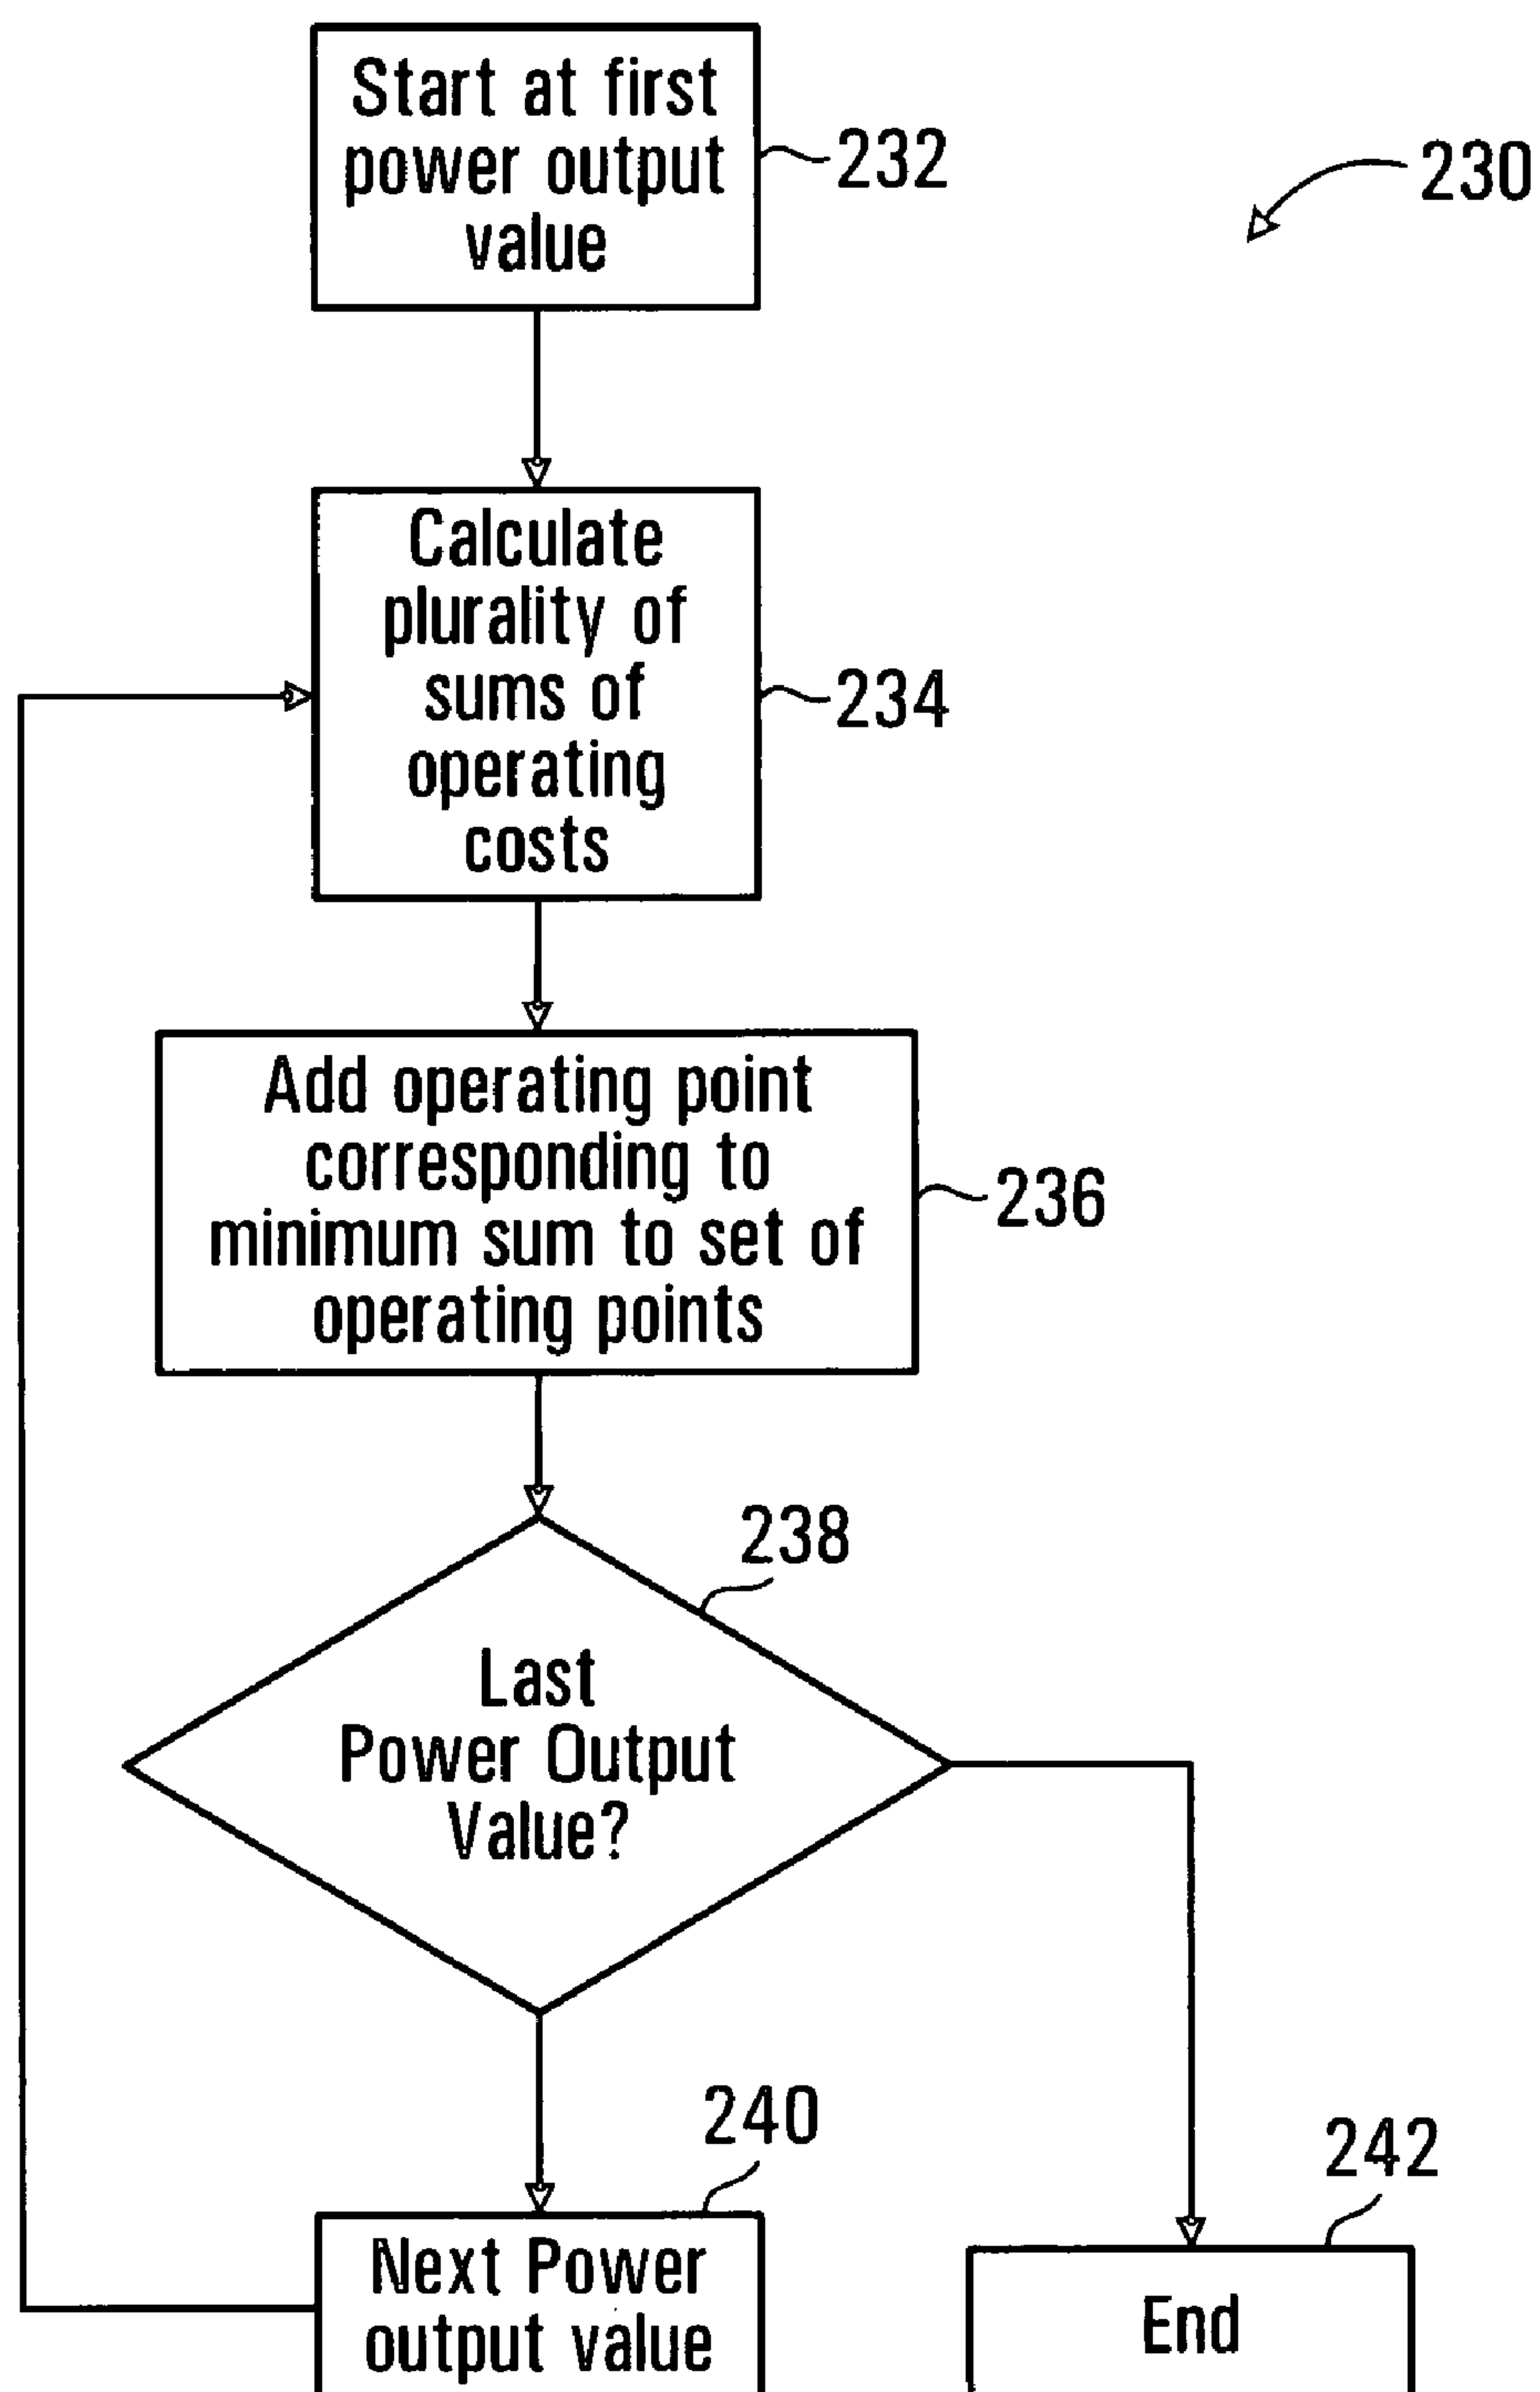 Start at first
power output
value
232
230
Calculate
plurality of
sums of
operating
costs
234
Add operating point
corresponding to
minimum sum to set of
operating points
236
238
Last
Power Output
Value?
240
Next Power
output value
242
End